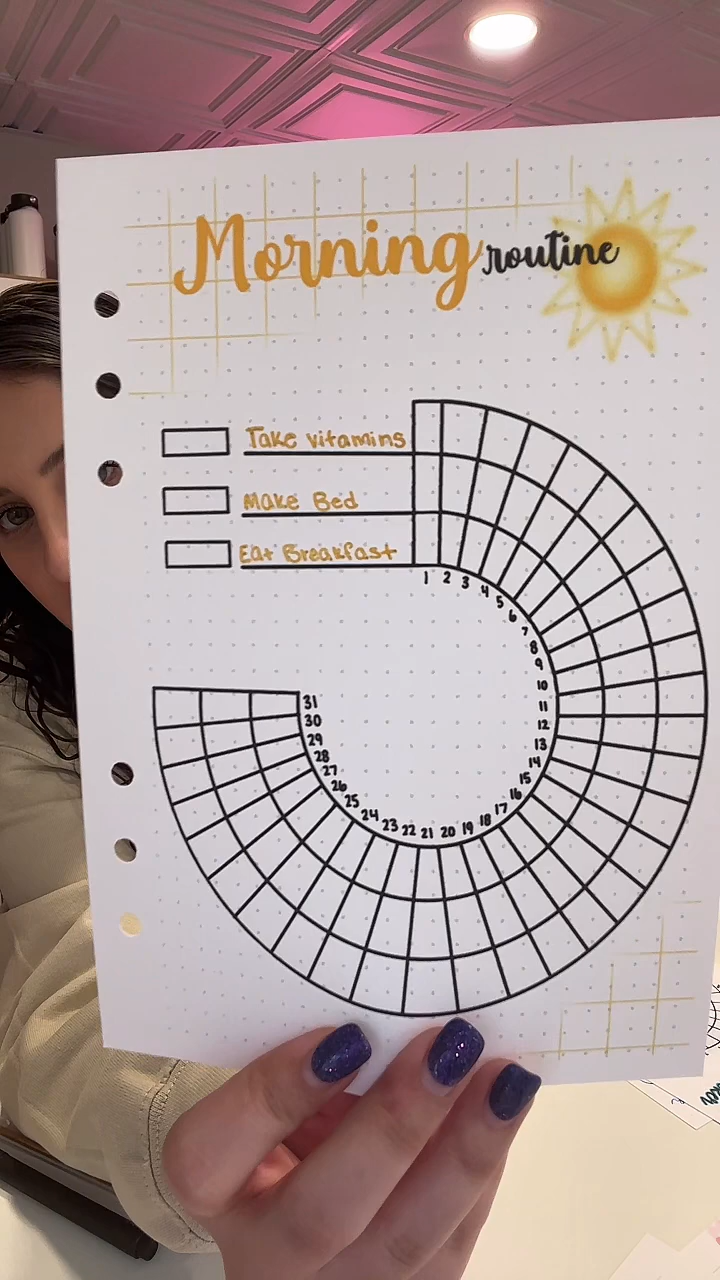 Morning routine
Take vitamins
Make Bed
Eat Breakfast
1 2 3 4 5 6 7 8 9 10 11 12 13 14 15 16 17 18 19 20 21 22 23 24 25 26 27 28 29 30 31